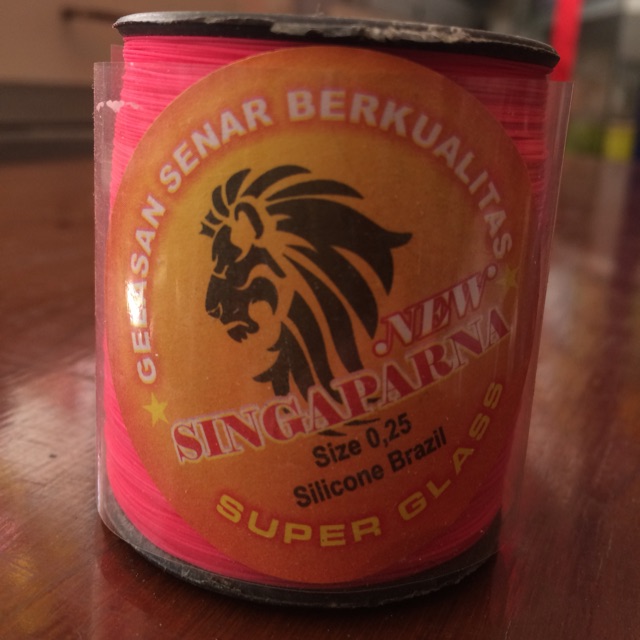 GELASAN SENAR BERKUALITAS
NEW
SINGAPARNA
Size 0,25
Silicone Brazil
SUPER GLASS